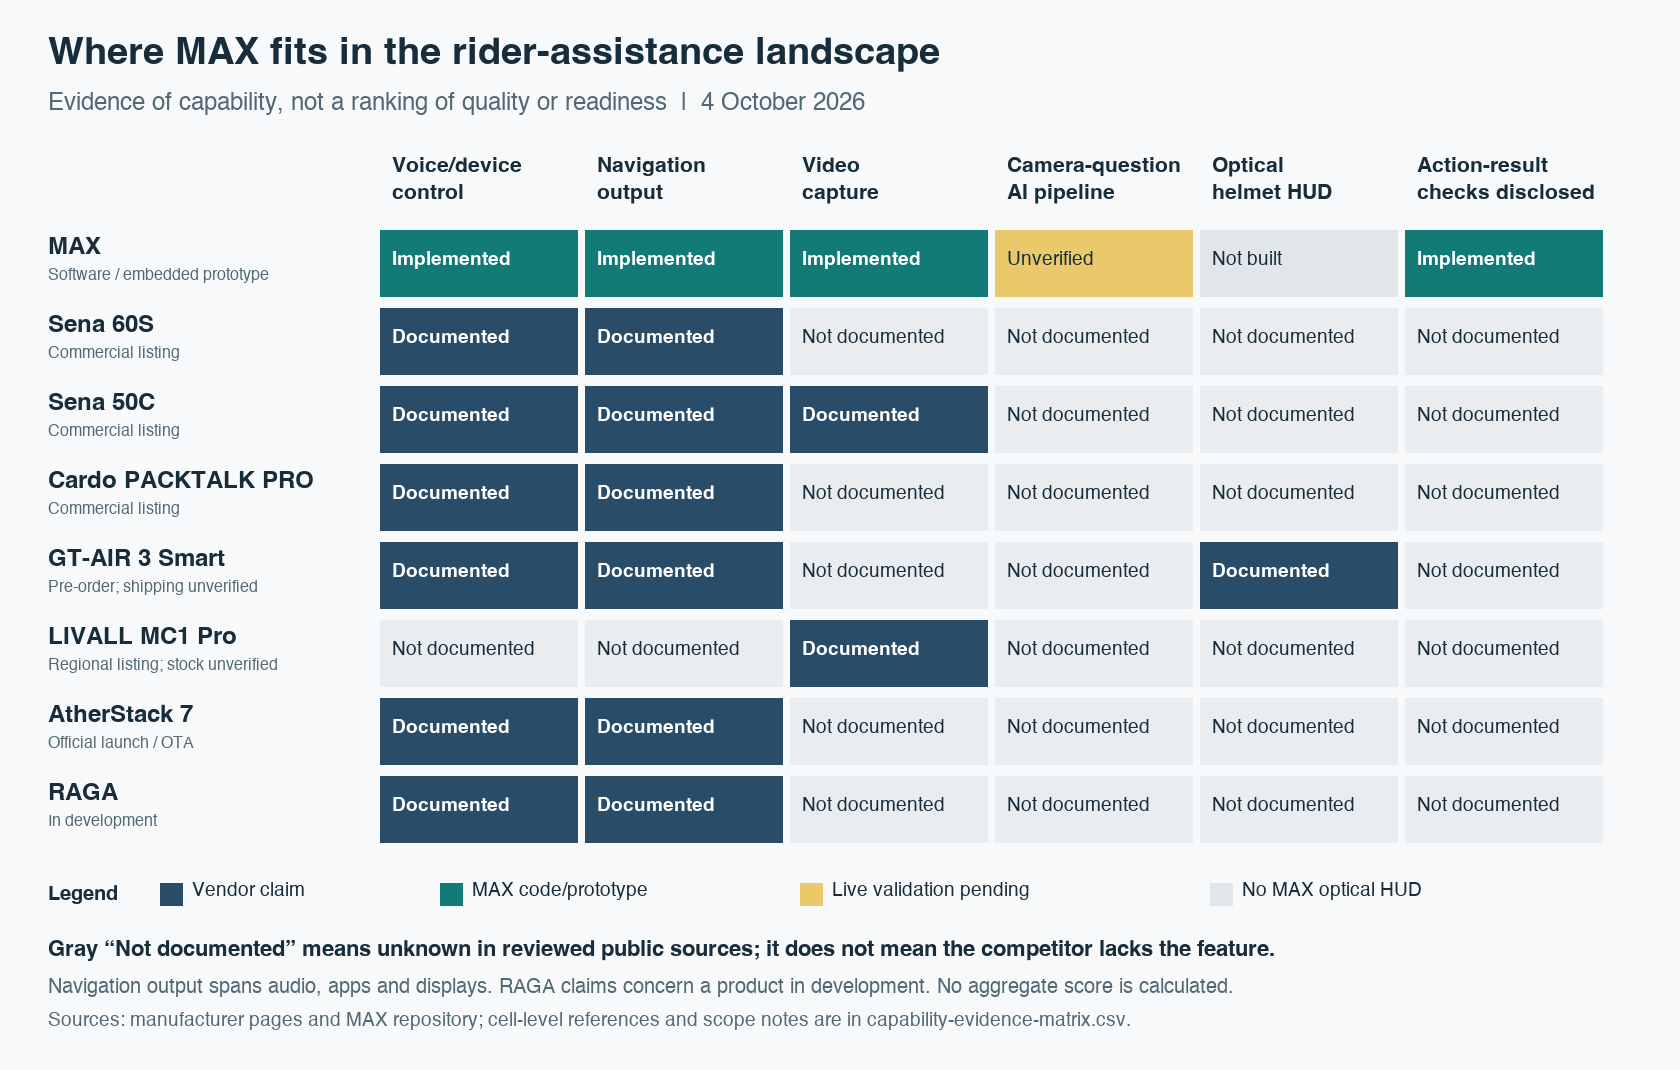 Where MAX fits in the rider-assistance landscape
Evidence of capability, not a ranking of quality or readiness | 4 October 2026
Voice/device control
Navigation output
Video capture
Camera-question AI pipeline
Optical helmet HUD
Action-result checks disclosed
MAX
Software / embedded prototype
Implemented
Implemented
Implemented
Unverified
Not built
Implemented
Sena 60S
Commercial listing
Documented
Documented
Not documented
Not documented
Not documented
Not documented
Sena 50C
Commercial listing
Documented
Documented
Documented
Not documented
Not documented
Not documented
Cardo PACKTALK PRO
Commercial listing
Documented
Documented
Not documented
Not documented
Not documented
Not documented
GT-AIR 3 Smart
Pre-order; shipping unverified
Documented
Documented
Not documented
Not documented
Documented
Not documented
LIVALL MC1 Pro
Regional listing; stock unverified
Not documented
Not documented
Documented
Not documented
Not documented
Not documented
AtherStack 7
Official launch / OTA
Documented
Documented
Not documented
Not documented
Not documented
Not documented
RAGA
In development
Documented
Documented
Not documented
Not documented
Not documented
Not documented
Legend
Vendor claim
MAX code/prototype
Live validation pending
No MAX optical HUD
Gray “Not documented” means unknown in reviewed public sources; it does not mean the competitor lacks the feature.
Navigation output spans audio, apps and displays. RAGA claims concern a product in development. No aggregate score is calculated.
Sources: manufacturer pages and MAX repository; cell-level references and scope notes are in capability-evidence-matrix.csv.